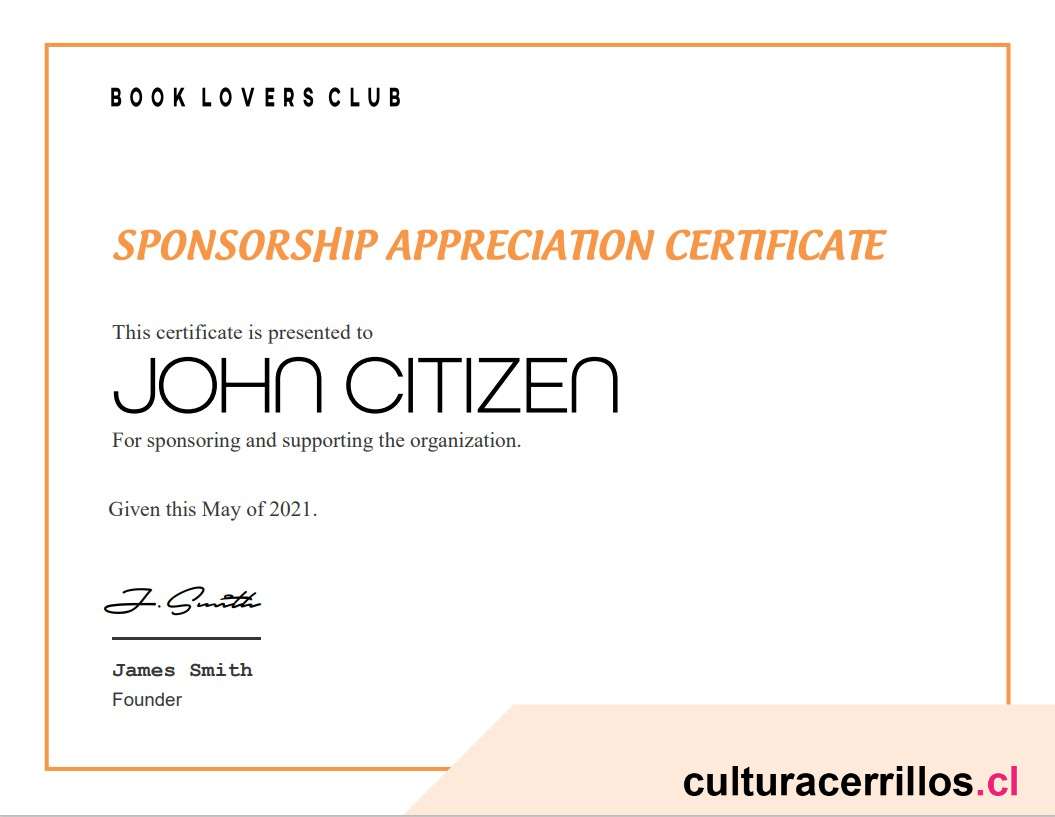 BOOK LOVERS CLUB
SPONSORSHIP APPRECIATION CERTIFICATE
This certificate is presented to
JOHN CITIZEN
For sponsoring and supporting the organization.
Given this May of 2021.
J. Smith
James Smith
Founder
culturacerrillos.cl